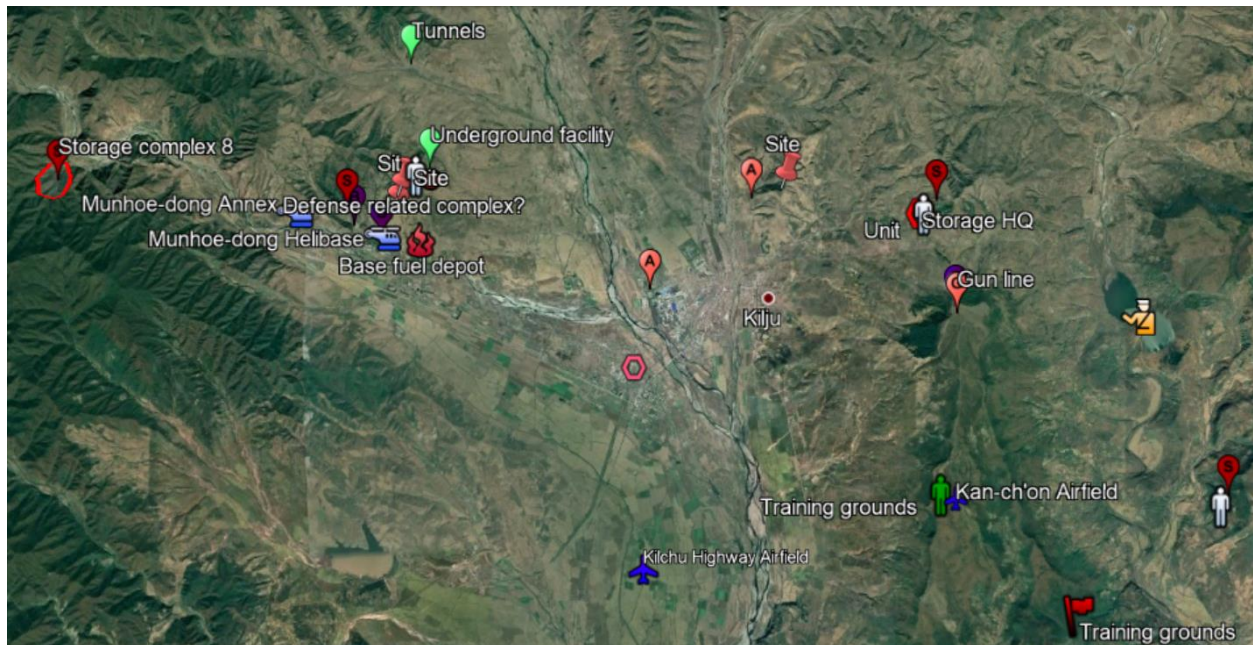 Tunnels
Underground facility
Storage complex 8
Sit
Site
Site
A
S
S
Munhoe-dong Annex
Defense related complex?
Unit
Storage HQ
Munhoe-dong Helibase
Base fuel depot
A
Gun line
Kilju
S
Training grounds
Kan-ch'on Airfield
Kilchu Highway Airfield
Training grounds